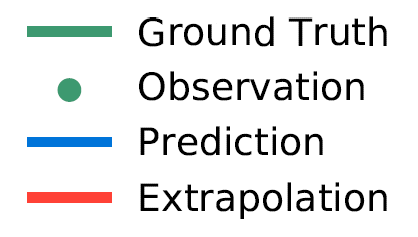 Ground Truth
Observation
Prediction
Extrapolation